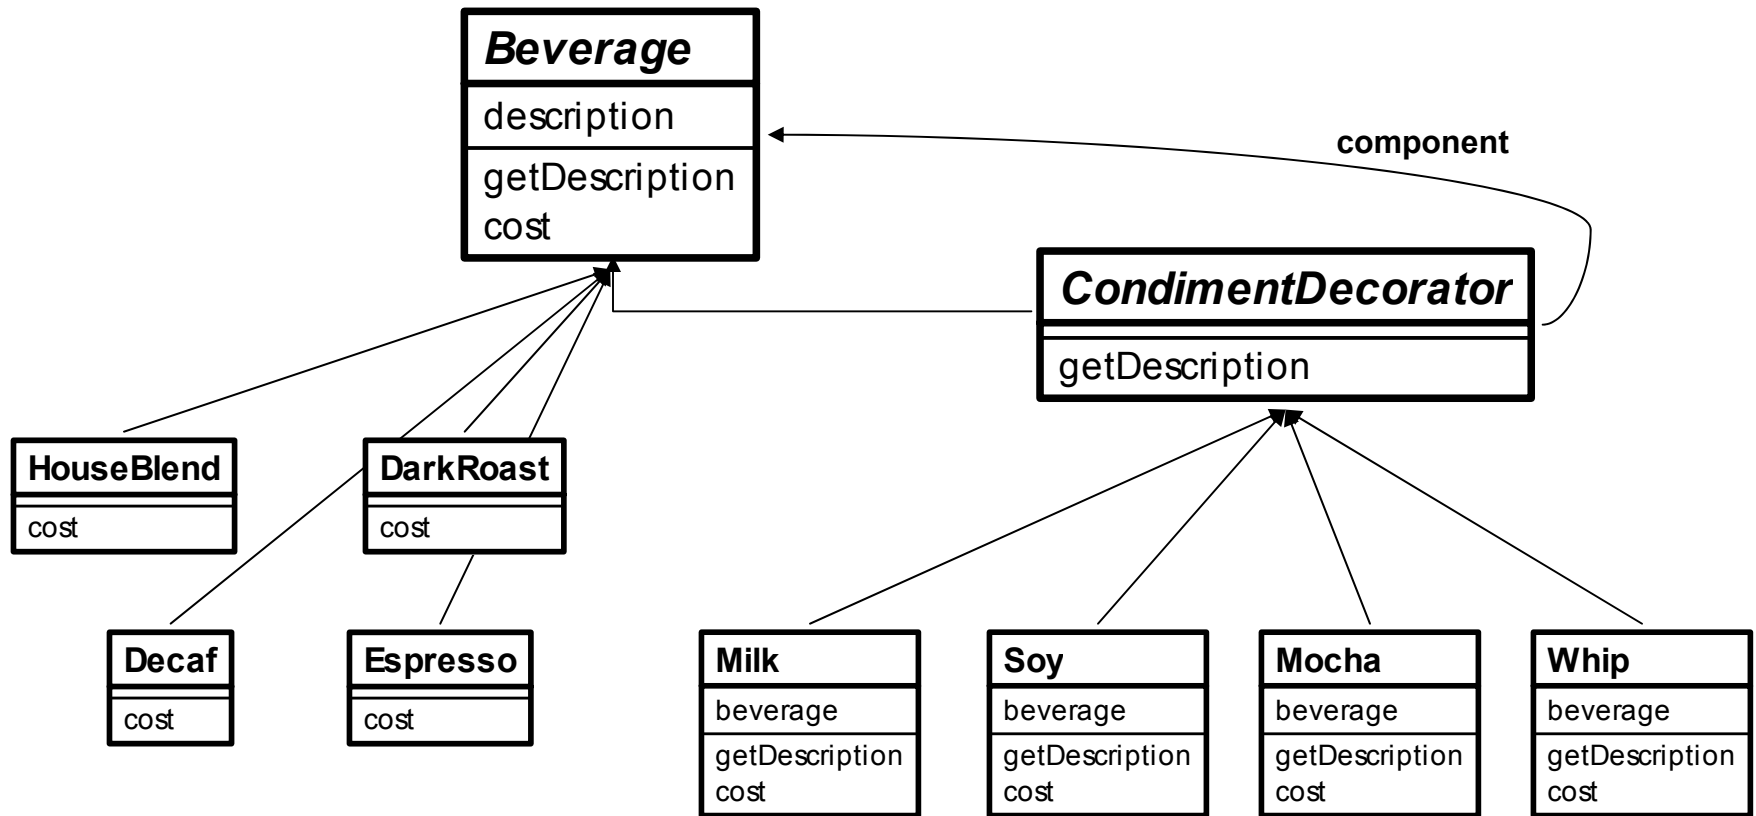 Beverage
description
getDescription
cost
component
CondimentDecorator
getDescription
HouseBlend
cost
DarkRoast
cost
Decaf
cost
Espresso
cost
Milk
beverage
getDescription
cost
Soy
beverage
getDescription
cost
Mocha
beverage
getDescription
cost
Whip
beverage
getDescription
cost